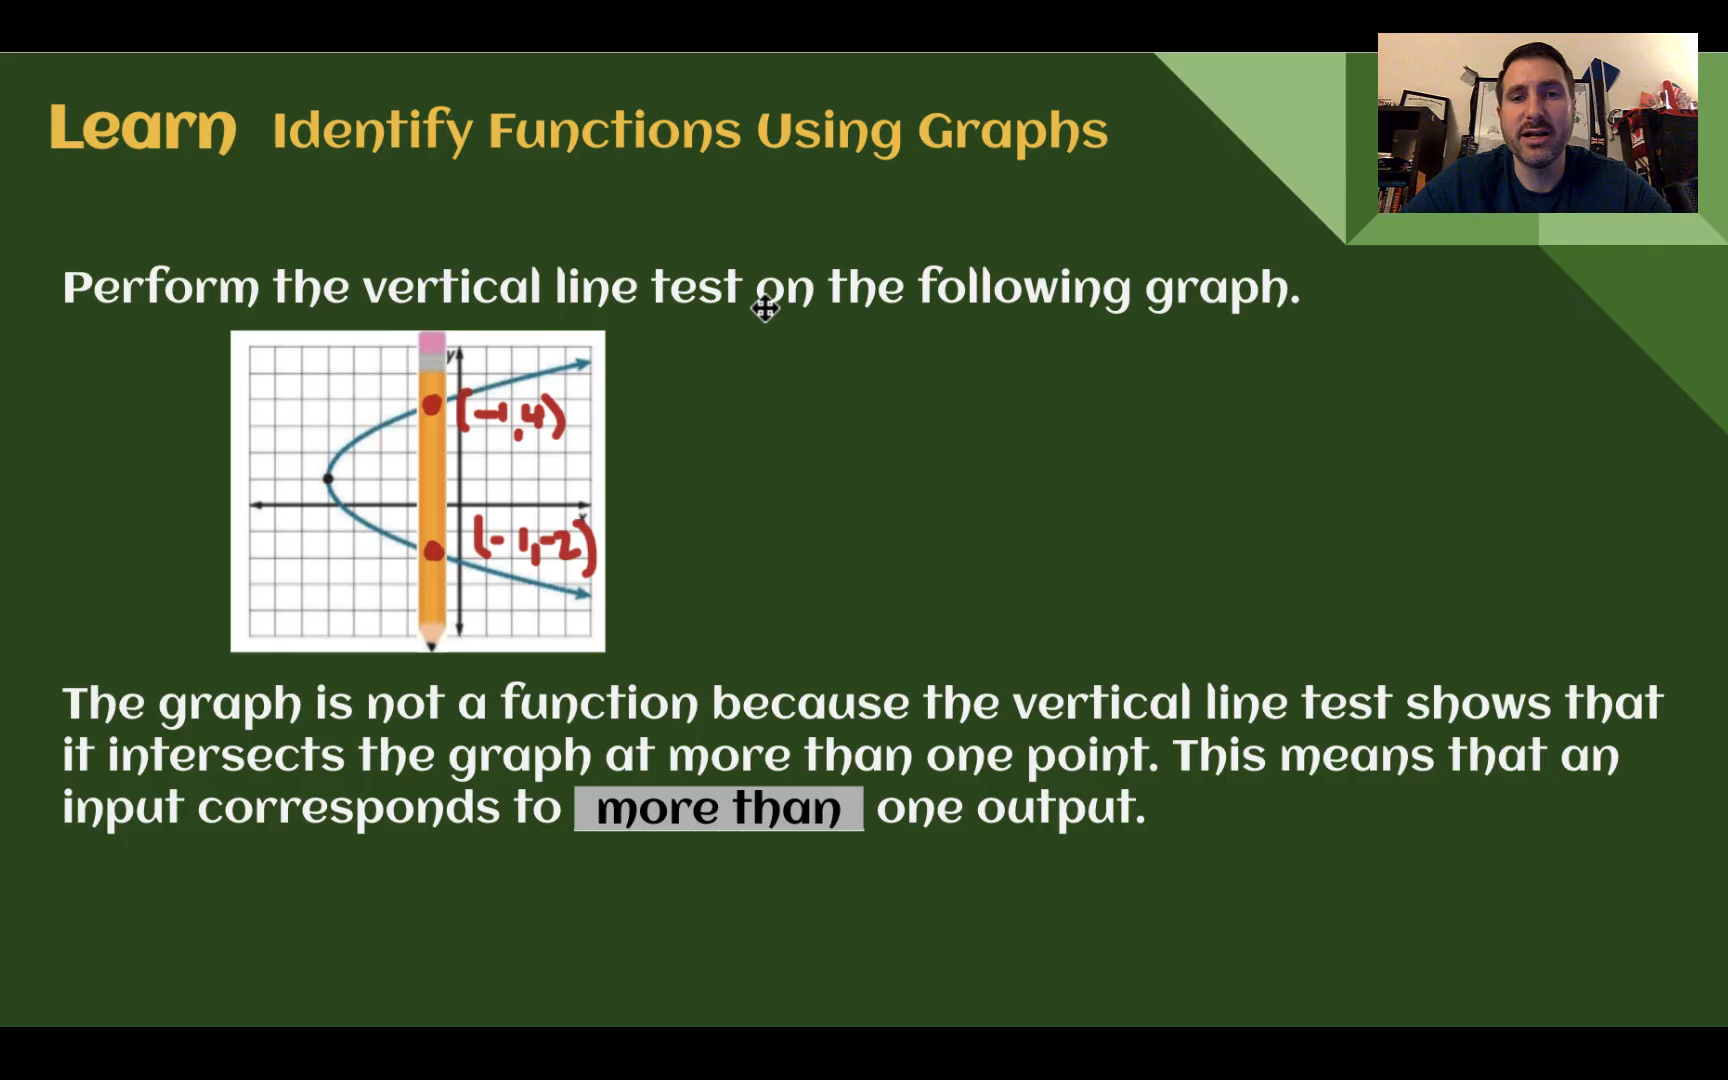 Learn Identify Functions Using Graphs
Perform the vertical line test on the following graph.
y
(-1,4)
x
(-1,-2)
The graph is not a function because the vertical line test shows that
it intersects the graph at more than one point. This means that an
input corresponds to more than one output.